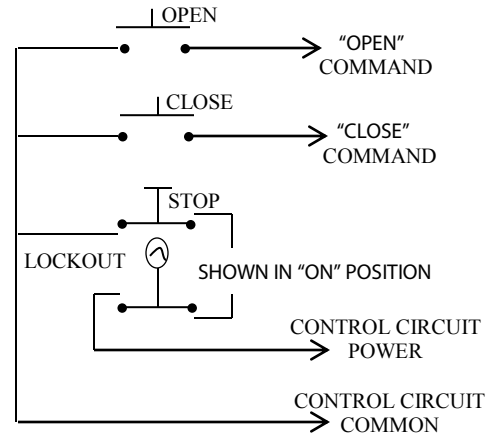 OPEN
“OPEN”
COMMAND
CLOSE
“CLOSE”
COMMAND
STOP
LOCKOUT
SHOWN IN “ON” POSITION
CONTROL CIRCUIT
POWER
CONTROL CIRCUIT
COMMON